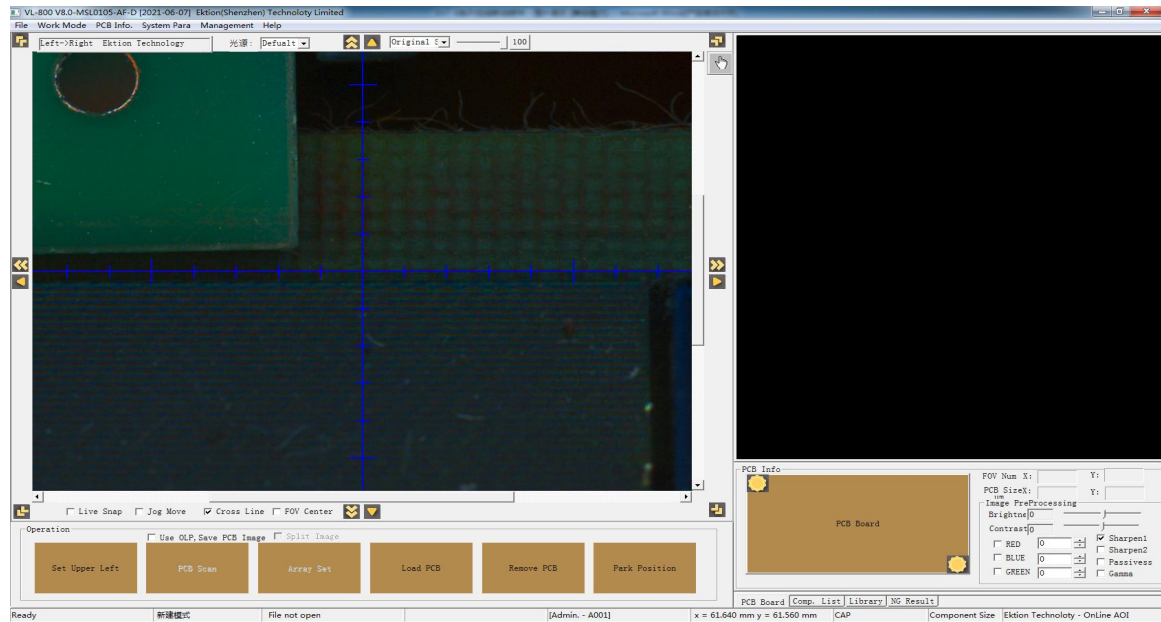 VL-800 V8.0-MSL0105-AF-D [2021-06-07] Ektion(Shenzhen) Technoloty Limited
File Work Mode PCB Info. System Para Management Help
Left->Right Ektion Technology 光源: Defualt Original S 100
Live Snap Jog Move Cross Line FOV Center
Operation
Use OLP,Save PCB Image Split Image
Set Upper Left PCB Scan Array Set Load PCB Remove PCB Park Position
PCB Info
PCB Board
FOV Num X: Y:
PCB SizeX: Y:
mm
Image PreProcessing
Brightne 0
Contrast 0
RED 0 Sharpen1
Sharpen2
BLUE 0 Passivess
GREEN 0 Gamma
PCB Board Comp. List Library NG Result
Ready 新建模式 File not open [Admin. - A001] x = 61.640 mm y = 61.560 mm CAP Component Size Ektion Technoloty - OnLine AOI